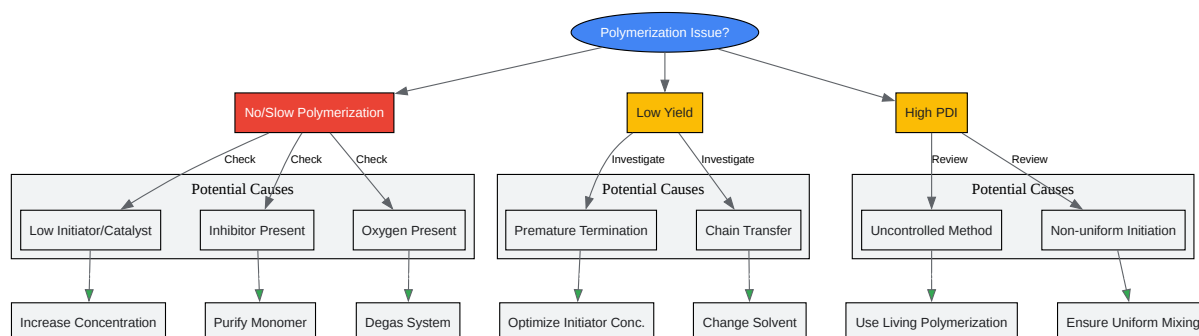 Polymerization Issue?
No/Slow Polymerization
Low Yield
High PDI
Check
Check
Check
Investigate
Investigate
Review
Review
Potential Causes
Potential Causes
Potential Causes
Low Initiator/Catalyst
Inhibitor Present
Oxygen Present
Premature Termination
Chain Transfer
Uncontrolled Method
Non-uniform Initiation
Increase Concentration
Purify Monomer
Degas System
Optimize Initiator Conc.
Change Solvent
Use Living Polymerization
Ensure Uniform Mixing